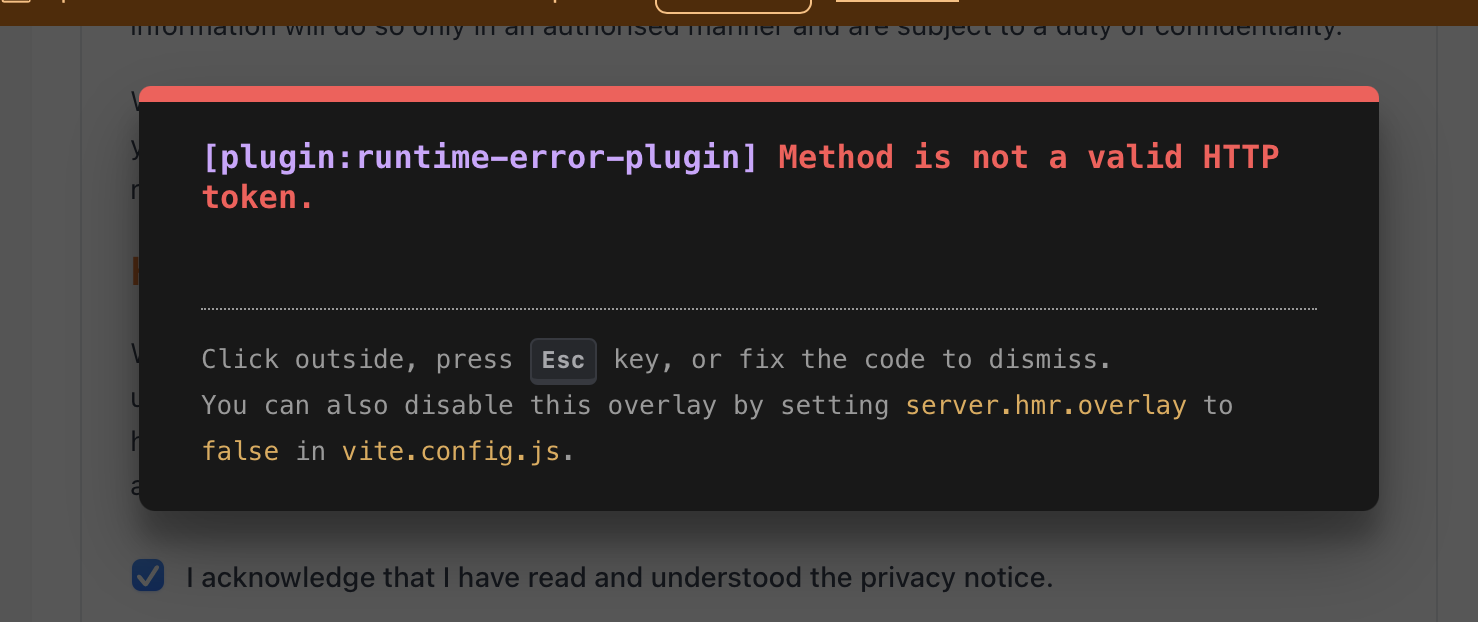 information will do so only in an authorised manner and are subject to a duty of confidentiality.
[plugin:runtime-error-plugin] Method is not a valid HTTP
token.
Click outside, press Esc key, or fix the code to dismiss.
You can also disable this overlay by setting server.hmr.overlay to
false in vite.config.js.
I acknowledge that I have read and understood the privacy notice.